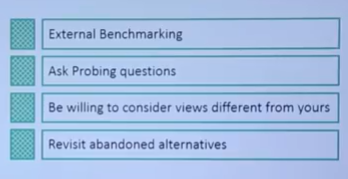 External Benchmarking
Ask Probing questions
Be willing to consider views different from yours
Revisit abandoned alternatives